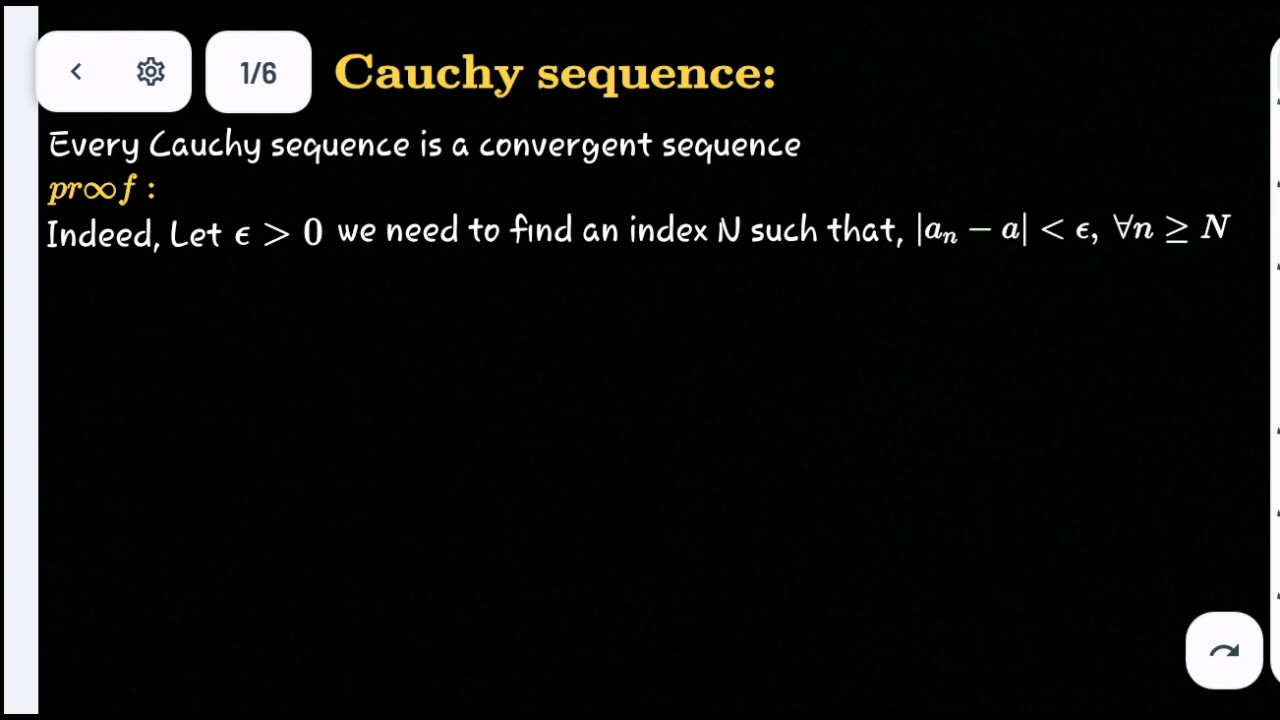 1/6
Cauchy sequence:
Every Cauchy sequence is a convergent sequence
pr∞f :
Indeed, Let ϵ > 0 we need to find an index N such that, |aₙ − a| < ϵ, ∀n ≥ N